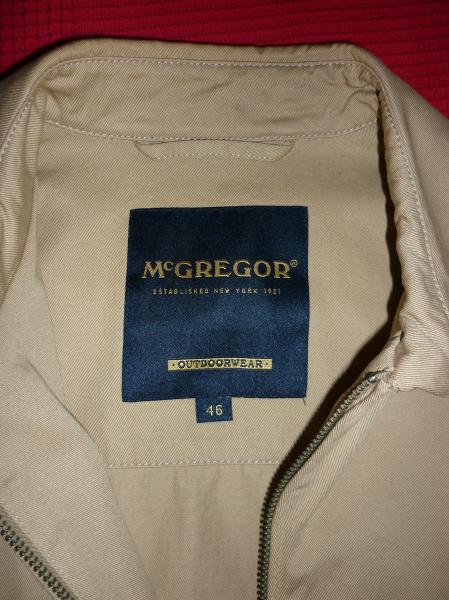 McGREGOR®
ESTABLISHED NEW YORK 1921
• OUTDOORWEAR •
46